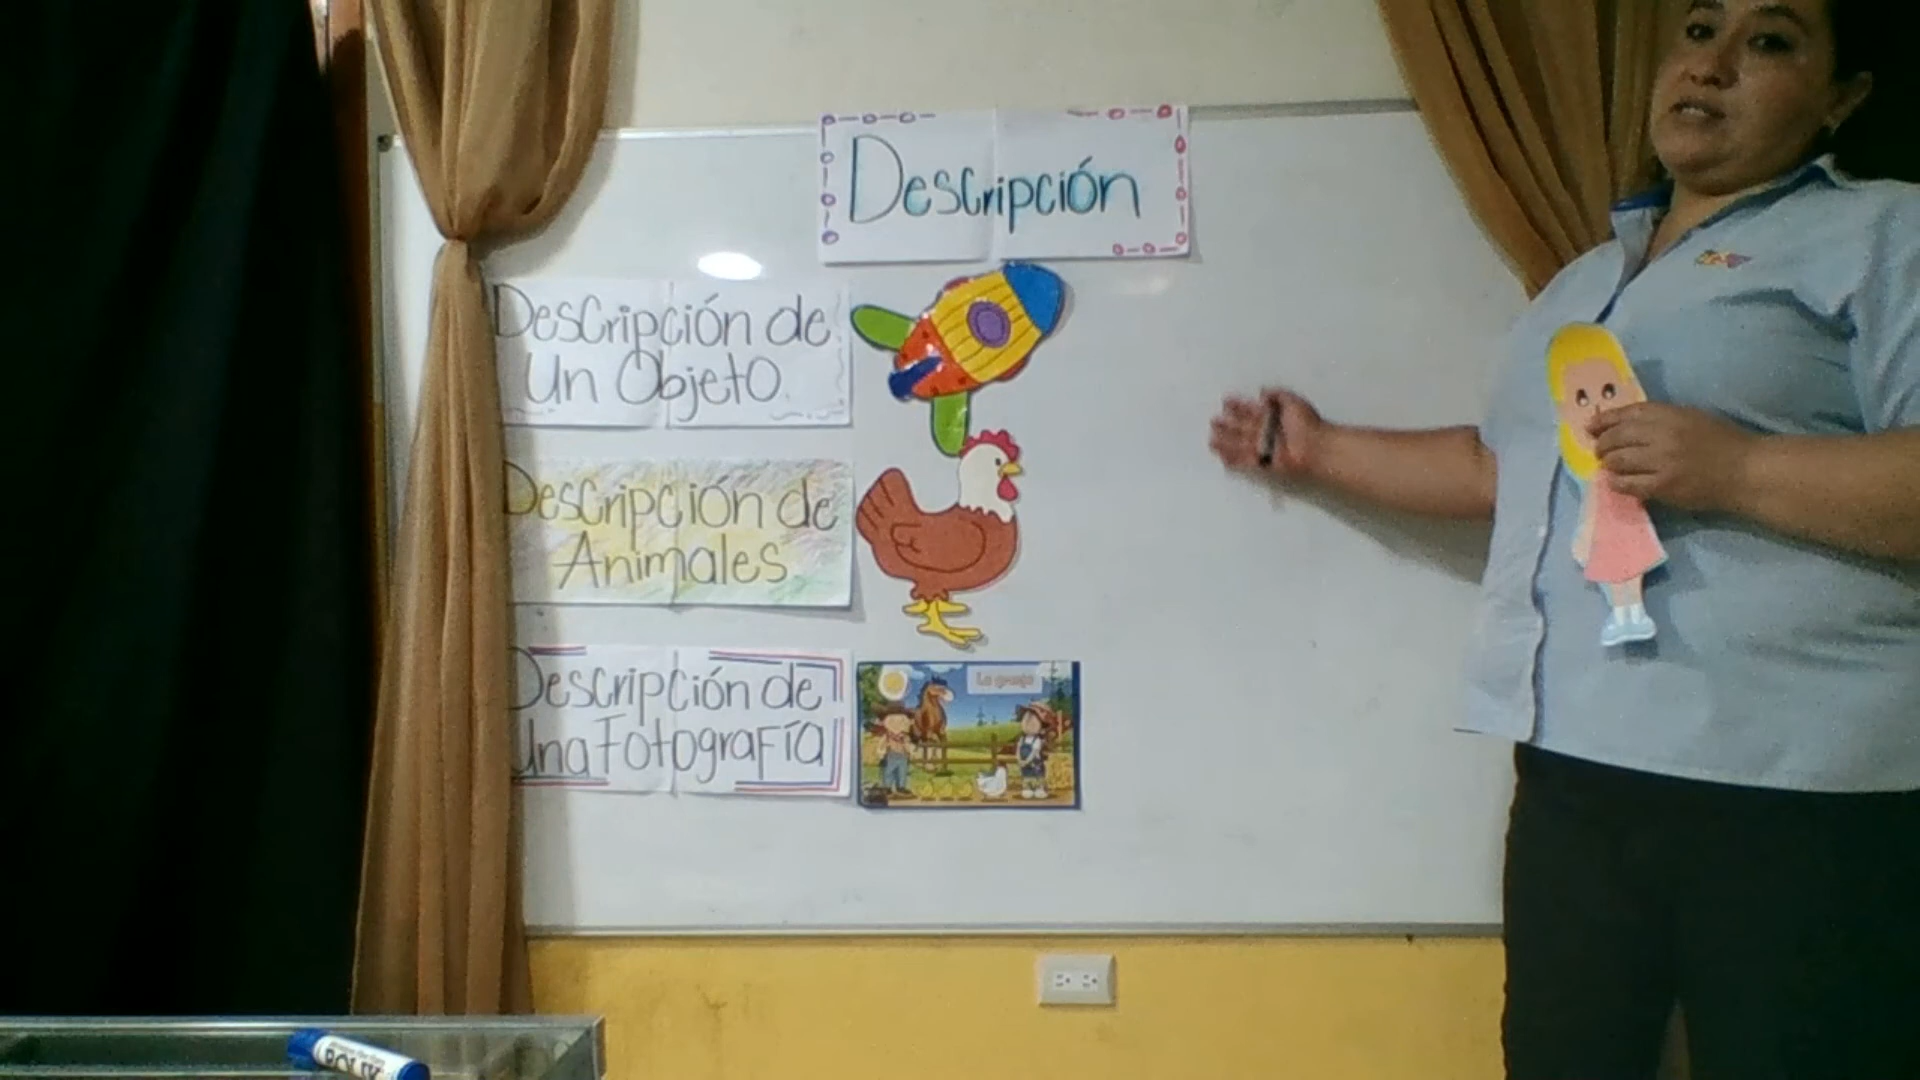 Descripción
Descripción de
Un Objeto.
Descripción de
Animales.
Descripción de
Una Fotografía
La granja